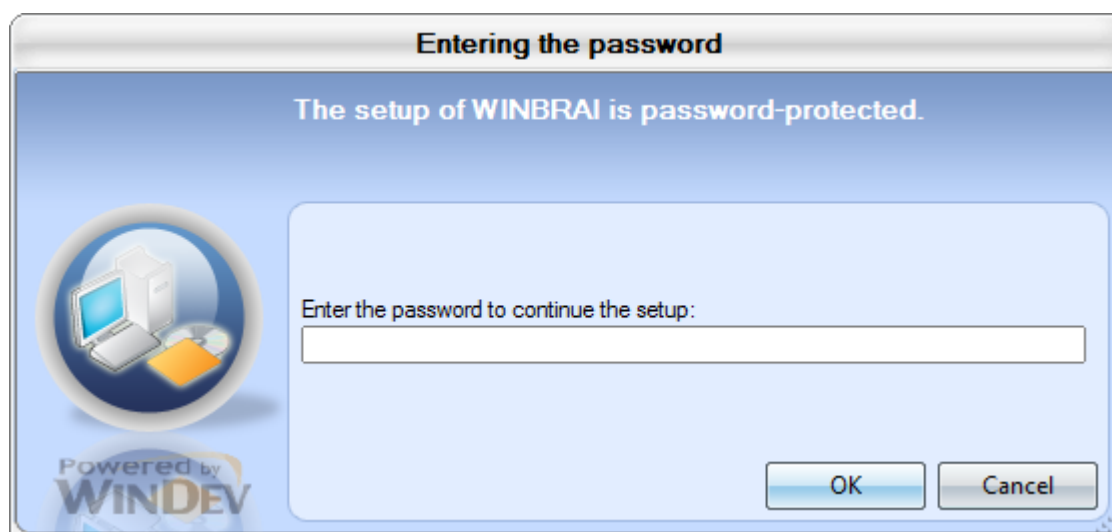 Entering the password
The setup of WINBRAI is password-protected.
Enter the password to continue the setup:
Powered by
WINDEV
OK
Cancel